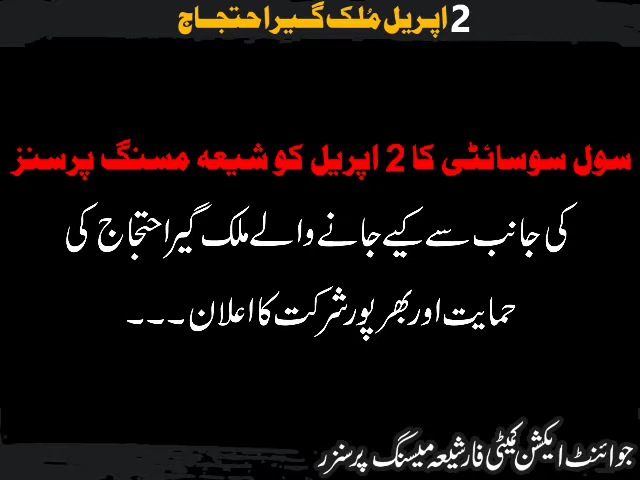 2 اپریل مُلک گیر احتجاج
سول سوسائٹی کا 2 اپریل کو شیعہ مسنگ پرسنز
کی جانب سے کیے جانے والے ملک گیر احتجاج کی
حمایت اور بھرپور شرکت کا اعلان ۔۔۔
جوائنٹ ایکشن کمیٹی فار شیعہ میسنگ پرسنز